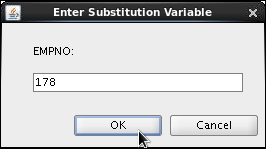 Enter Substitution Variable
EMPNO:
178
OK
Cancel